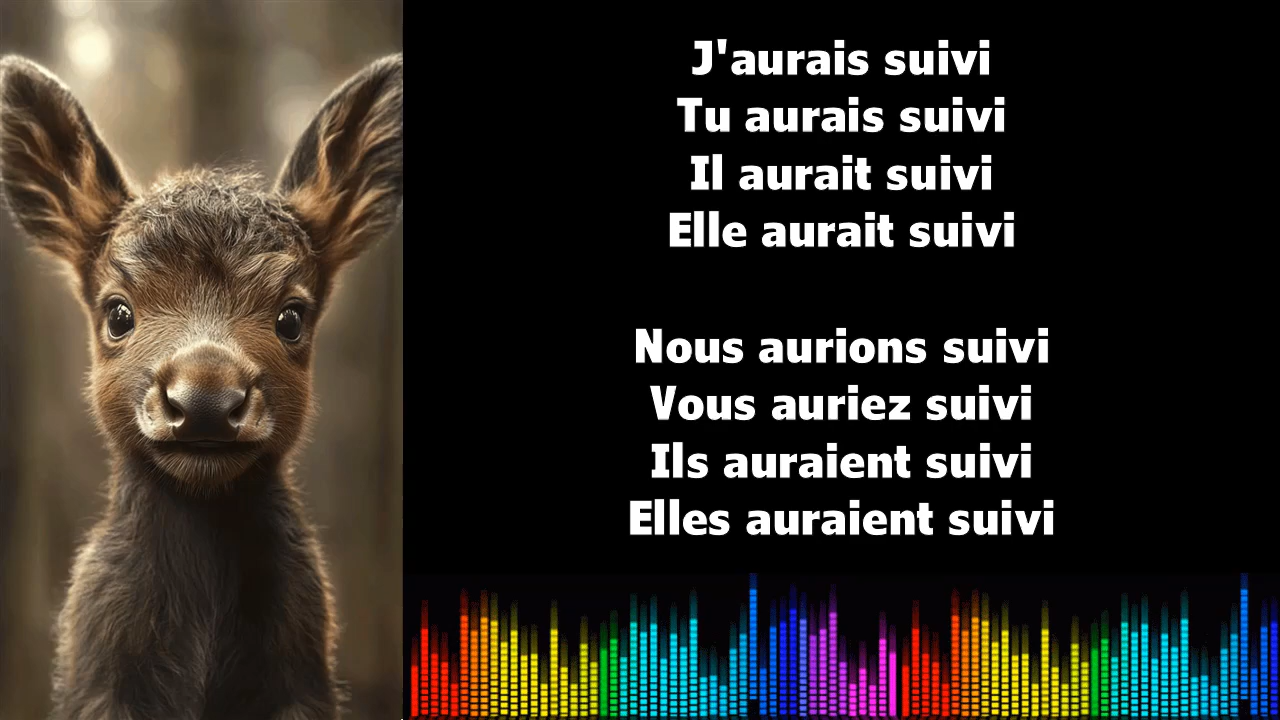 J'aurais suivi
Tu aurais suivi
Il aurait suivi
Elle aurait suivi
Nous aurions suivi
Vous auriez suivi
Ils auraient suivi
Elles auraient suivi